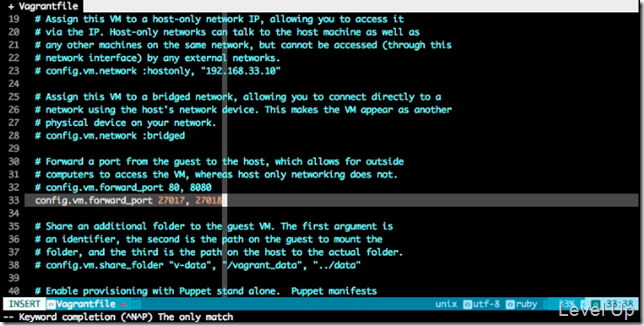 + Vagrantfile
19 # Assign this VM to a host-only network IP, allowing you to access it
20 # via the IP. Host-only networks can talk to the host machine as well as
21 # any other machines on the same network, but cannot be accessed (through this
22 # network interface) by any external networks.
23 # config.vm.network :hostonly, "192.168.33.10"
24
25 # Assign this VM to a bridged network, allowing you to connect directly to a
26 # network using the host's network device. This makes the VM appear as another
27 # physical device on your network.
28 # config.vm.network :bridged
29
30 # Forward a port from the guest to the host, which allows for outside
31 # computers to access the VM, whereas host only networking does not.
32 # config.vm.forward_port 80, 8080
33 config.vm.forward_port 27017, 27018
34
35 # Share an additional folder to the guest VM. The first argument is
36 # an identifier, the second is the path on the guest to mount the
37 # folder, and the third is the path on the host to the actual folder.
38 # config.vm.share_folder "v-data", "/vagrant_data", "../data"
39
40 # Enable provisioning with Puppet stand alone. Puppet manifests
INSERT Vagrantfile unix utf-8 ruby 33:38
-- Keyword completion (^N^P) The only match
Level Up